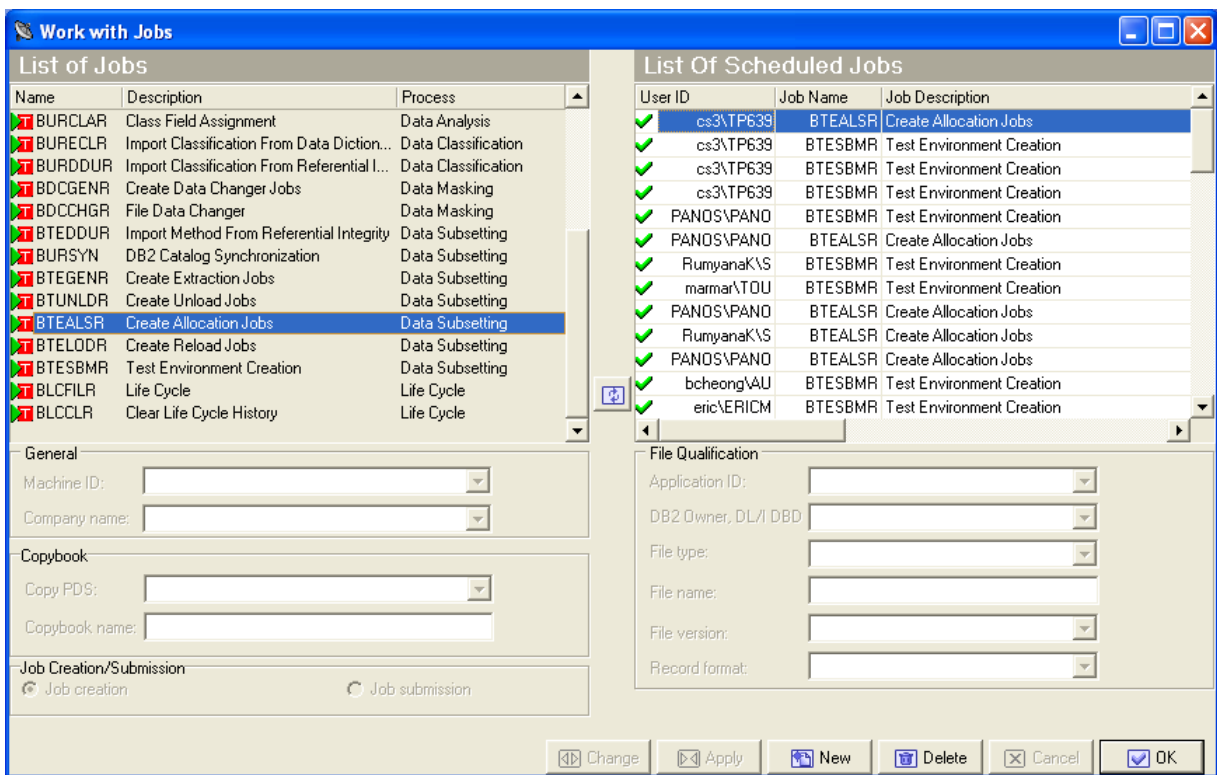 Work with Jobs
List of Jobs
Name Description Process
BURCLAR Class Field Assignment Data Analysis
BURECLR Import Classification From Data Diction... Data Classification
BURDDUR Import Classification From Referential I... Data Classification
BDCGENR Create Data Changer Jobs Data Masking
BDCCHGR File Data Changer Data Masking
BTEDDUR Import Method From Referential Integrity Data Subsetting
BURSYN DB2 Catalog Synchronization Data Subsetting
BTEGENR Create Extraction Jobs Data Subsetting
BTUNLDR Create Unload Jobs Data Subsetting
BTEALSR Create Allocation Jobs Data Subsetting
BTELODR Create Reload Jobs Data Subsetting
BTESBMR Test Environment Creation Data Subsetting
BLCFILR Life Cycle Life Cycle
BLCCLR Clear Life Cycle History Life Cycle
List Of Scheduled Jobs
User ID Job Name Job Description
cs3\TP639 BTEALSR Create Allocation Jobs
cs3\TP639 BTESBMR Test Environment Creation
cs3\TP639 BTESBMR Test Environment Creation
cs3\TP639 BTESBMR Test Environment Creation
PANOS\PANO BTESBMR Test Environment Creation
PANOS\PANO BTEALSR Create Allocation Jobs
RumyanaK\S BTESBMR Test Environment Creation
marmar\TOU BTESBMR Test Environment Creation
PANOS\PANO BTEALSR Create Allocation Jobs
RumyanaK\S BTEALSR Create Allocation Jobs
PANOS\PANO BTEALSR Create Allocation Jobs
bcheong\AU BTESBMR Test Environment Creation
eric\ERICM BTESBMR Test Environment Creation
General
Machine ID:
Company name:
Copybook
Copy PDS:
Copybook name:
Job Creation/Submission
Job creation Job submission
File Qualification
Application ID:
DB2 Owner, DL/I DBD
File type:
File name:
File version:
Record format:
Change Apply New Delete Cancel OK